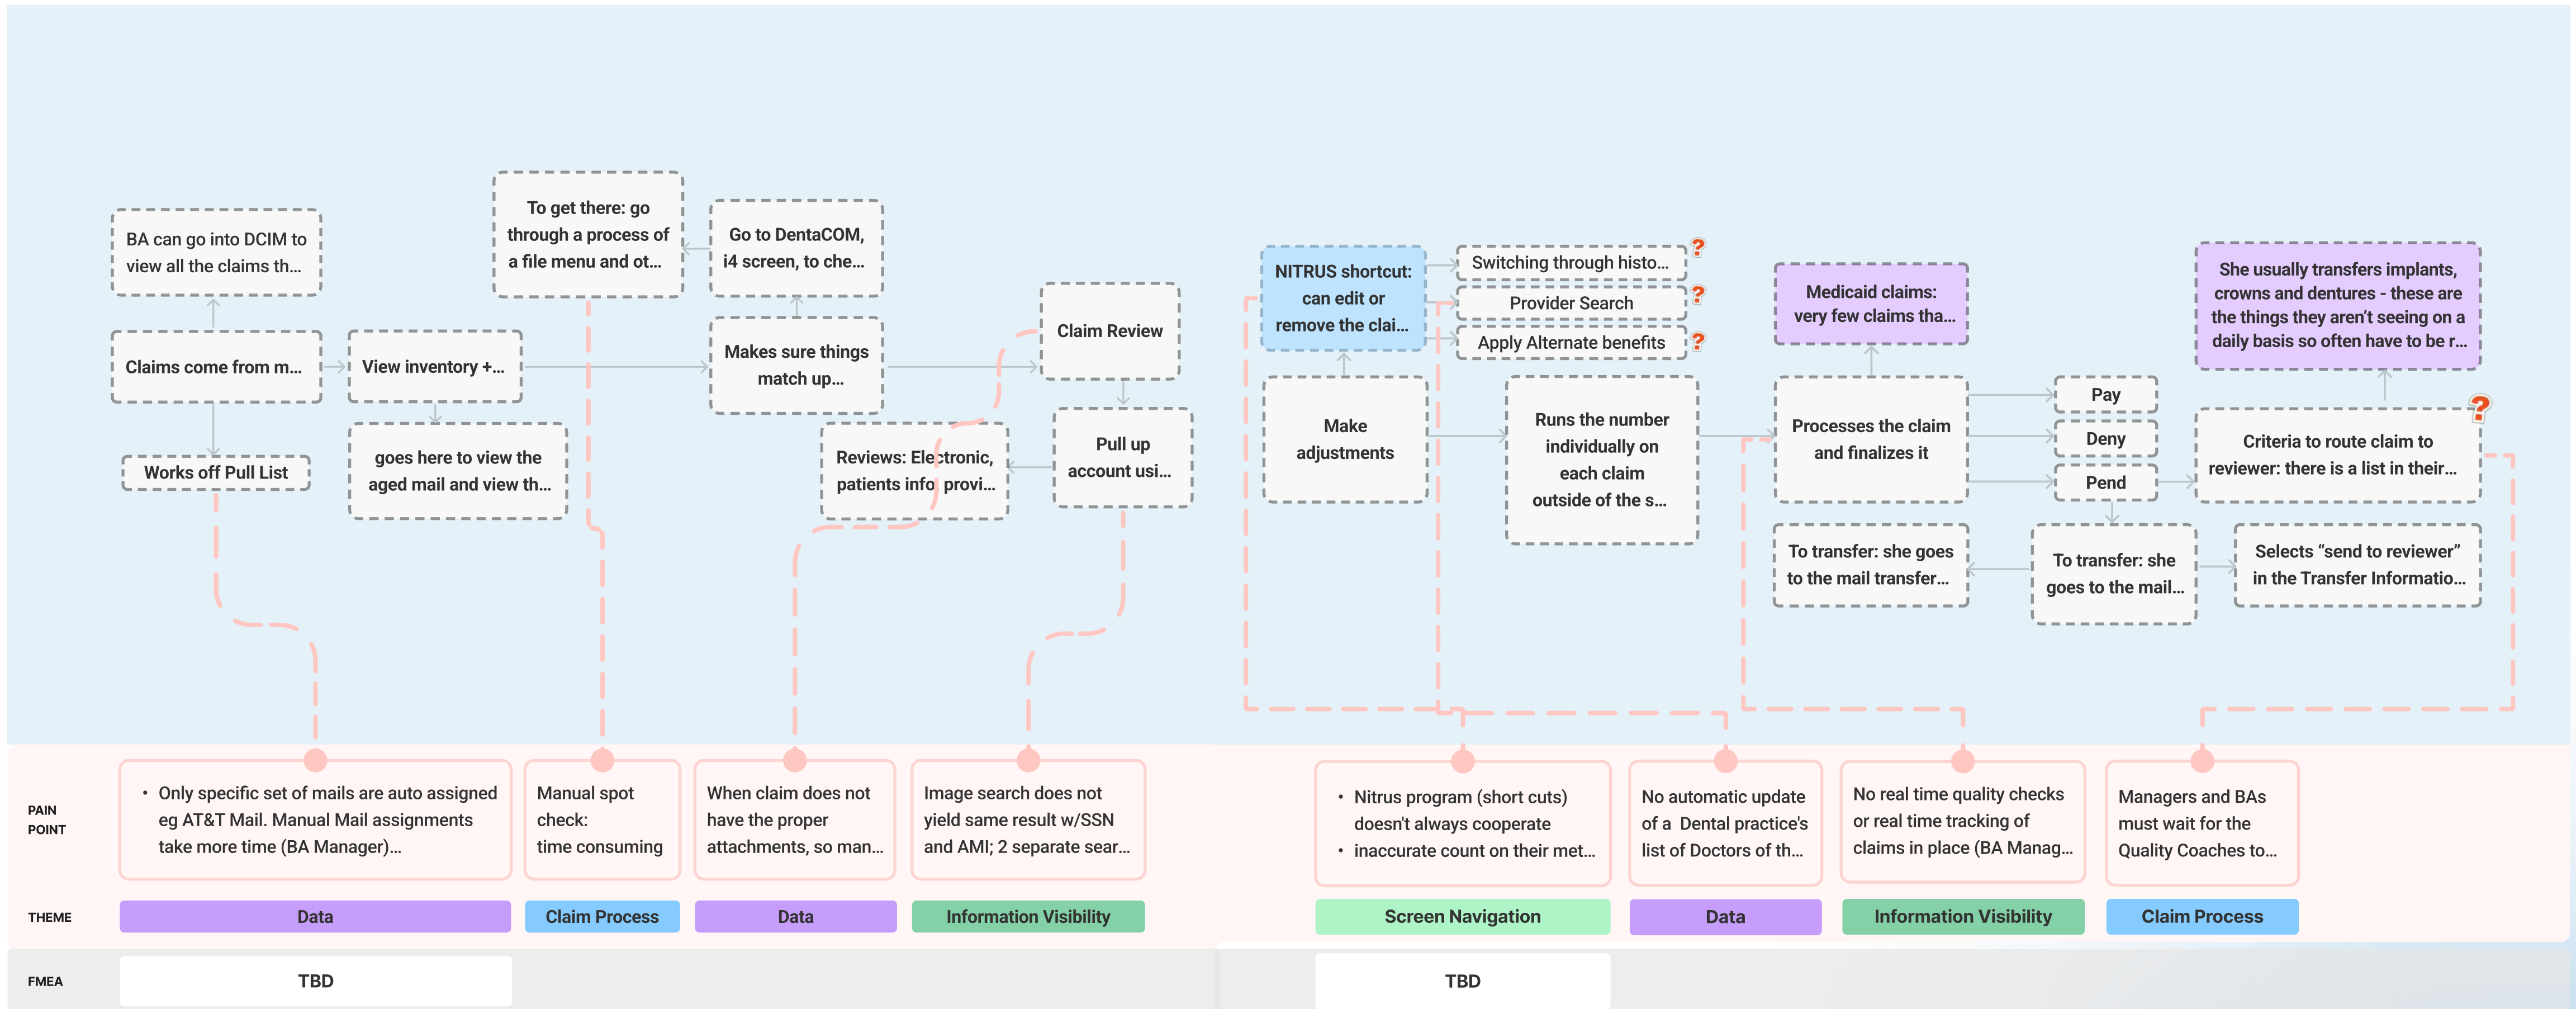 BA can go into DCIM to
view all the claims th...
Claims come from m...
Works off Pull List
View inventory +...
goes here to view the
aged mail and view th...
To get there: go
through a process of
a file menu and ot...
Go to DentaCOM,
i4 screen, to che...
Makes sure things
match up...
Reviews: Electronic,
patients info provi...
Claim Review
Pull up
account usi...
NITRUS shortcut:
can edit or
remove the clai...
Switching through histo...
?
Provider Search
?
Apply Alternate benefits
?
Make
adjustments
Runs the number
individually on
each claim
outside of the s...
Medicaid claims:
very few claims tha...
Processes the claim
and finalizes it
Pay
Deny
Pend
She usually transfers implants,
crowns and dentures - these are
the things they aren’t seeing on a
daily basis so often have to be r...
?
Criteria to route claim to
reviewer: there is a list in their...
To transfer: she goes
to the mail transfer...
To transfer: she
goes to the mail...
Selects “send to reviewer”
in the Transfer Informatio...
PAIN
POINT
• Only specific set of mails are auto assigned
eg AT&T Mail. Manual Mail assignments
take more time (BA Manager)...
Manual spot
check:
time consuming
When claim does not
have the proper
attachments, so man...
Image search does not
yield same result w/SSN
and AMI; 2 separate sear...
• Nitrus program (short cuts)
doesn't always cooperate
• inaccurate count on their met...
No automatic update
of a Dental practice's
list of Doctors of th...
No real time quality checks
or real time tracking of
claims in place (BA Manag...
Managers and BAs
must wait for the
Quality Coaches to...
THEME
Data
Claim Process
Data
Information Visibility
Screen Navigation
Data
Information Visibility
Claim Process
FMEA
TBD
TBD